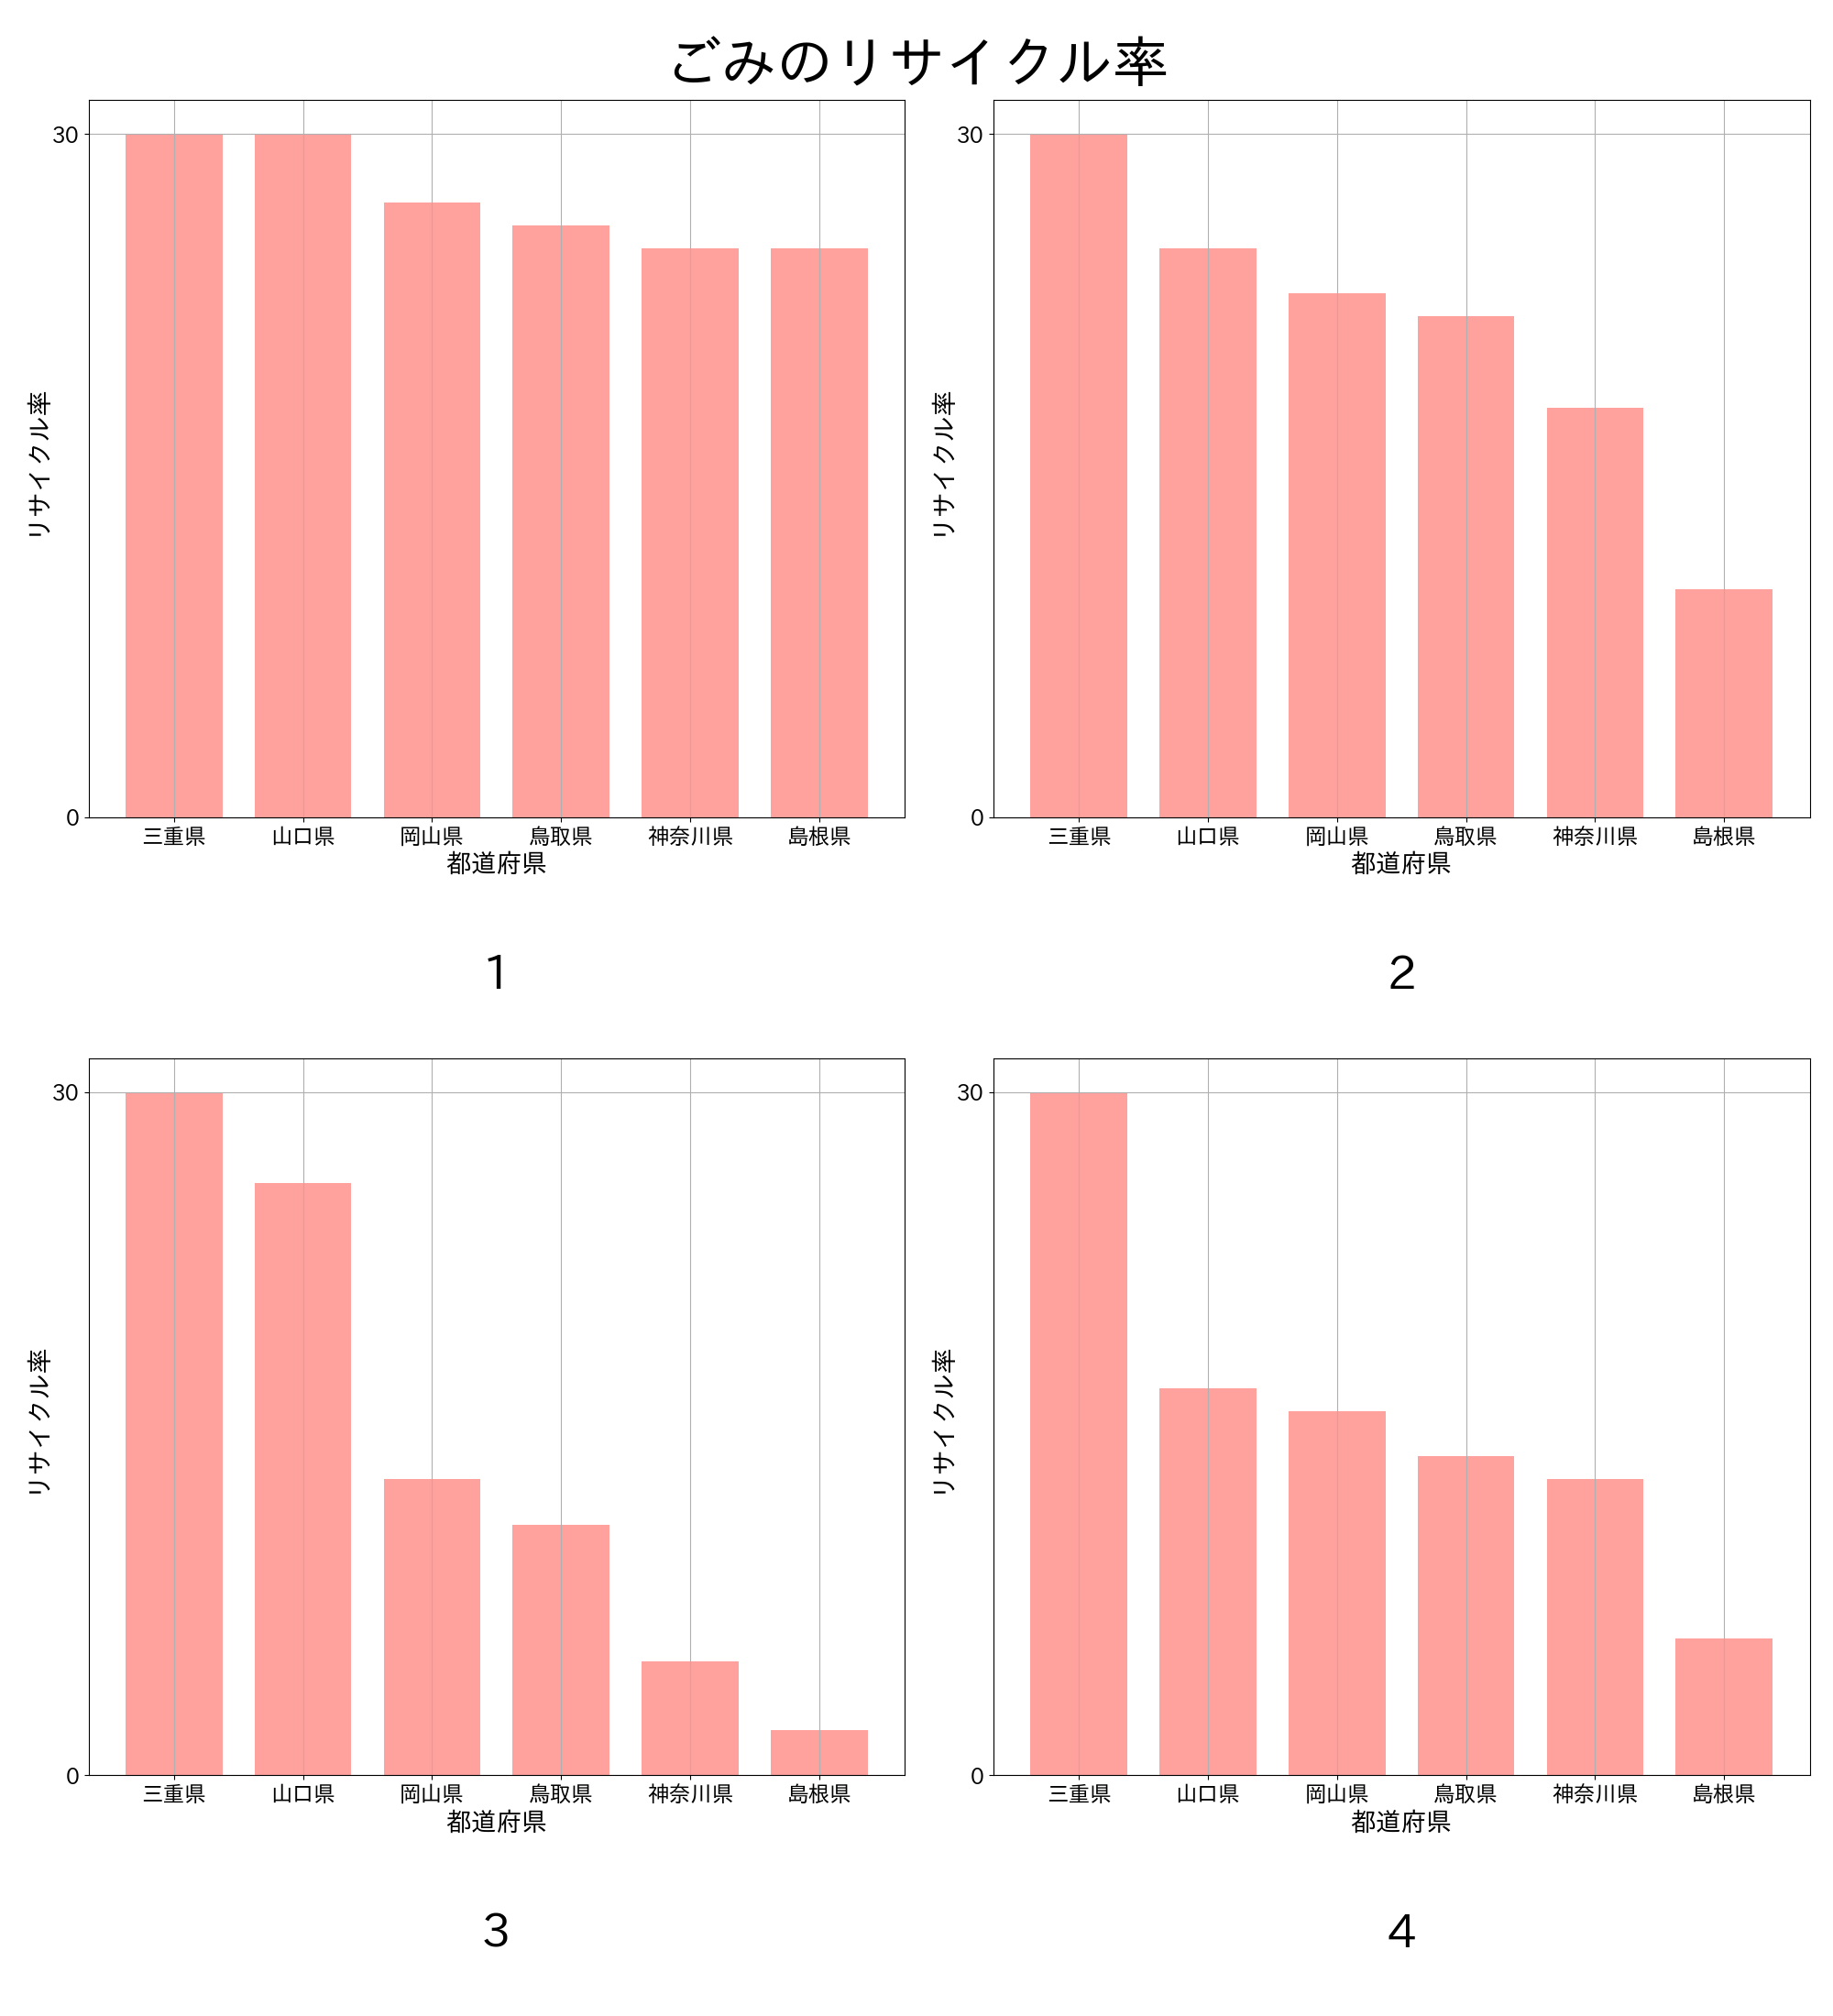 ごみのリサイクル率
30
0
リサイクル率
三重県 山口県 岡山県 鳥取県 神奈川県 島根県
都道府県
1
30
0
リサイクル率
三重県 山口県 岡山県 鳥取県 神奈川県 島根県
都道府県
2
30
0
リサイクル率
三重県 山口県 岡山県 鳥取県 神奈川県 島根県
都道府県
3
30
0
リサイクル率
三重県 山口県 岡山県 鳥取県 神奈川県 島根県
都道府県
4